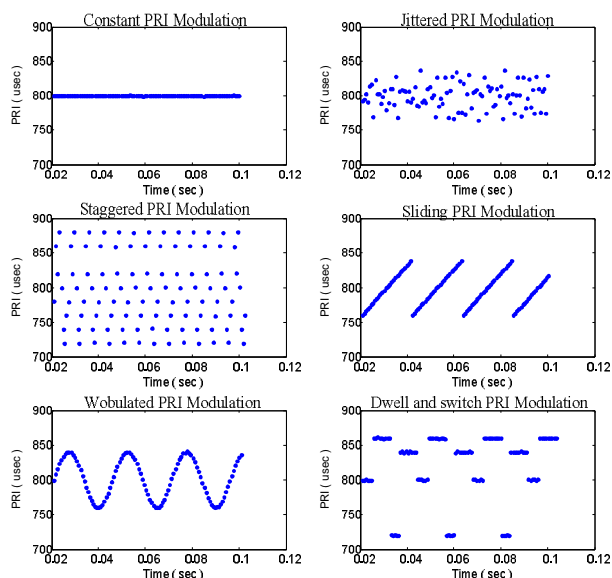 Constant PRI Modulation
900
850
800
750
700
PRI ( usec)
0.02 0.04 0.06 0.08 0.1 0.12
Time ( sec)
Jittered PRI Modulation
900
850
800
750
700
PRI ( usec)
0.02 0.04 0.06 0.08 0.1 0.12
Time ( sec)
Staggered PRI Modulation
900
850
800
750
700
PRI ( usec)
0.02 0.04 0.06 0.08 0.1 0.12
Time ( sec)
Sliding PRI Modulation
900
850
800
750
700
PRI ( usec)
0.02 0.04 0.06 0.08 0.1 0.12
Time ( sec)
Wobulated PRI Modulation
900
850
800
750
700
PRI ( usec)
0.02 0.04 0.06 0.08 0.1 0.12
Time ( sec)
Dwell and switch PRI Modulation
900
850
800
750
700
PRI ( usec)
0.02 0.04 0.06 0.08 0.1 0.12
Time ( sec)